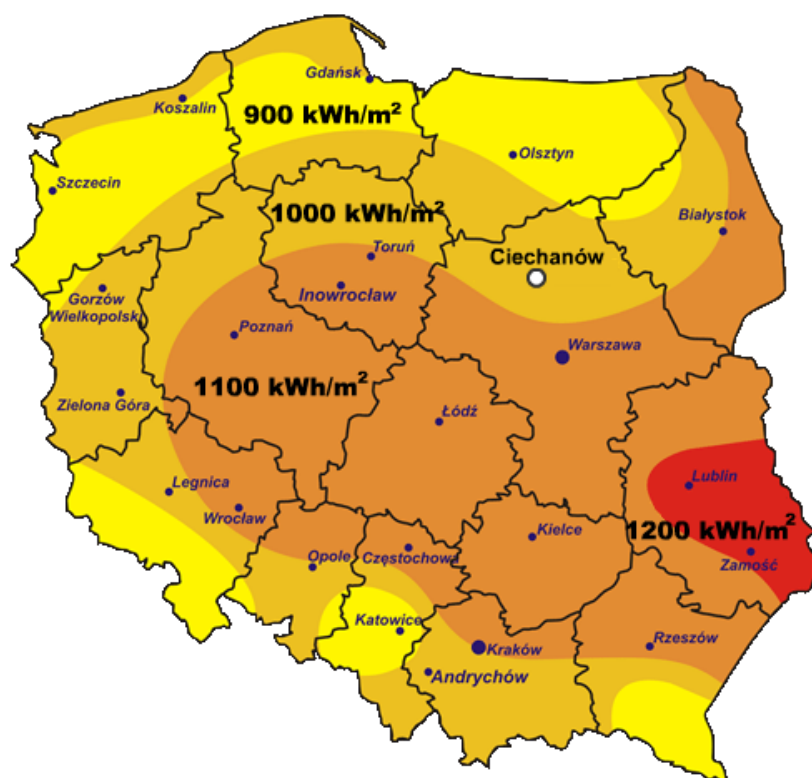 Gdańsk
Koszalin
900 kWh/m²
Olsztyn
Szczecin
1000 kWh/m²
Białystok
Toruń
Ciechanów
Inowrocław
Gorzów
Wielkopolski
Poznań
Warszawa
1100 kWh/m²
Zielona Góra
Łódź
Legnica
Lublin
Wrocław
1200 kWh/m²
Kielce
Opole
Częstochowa
Zamość
Katowice
Kraków
Rzeszów
Andrychów